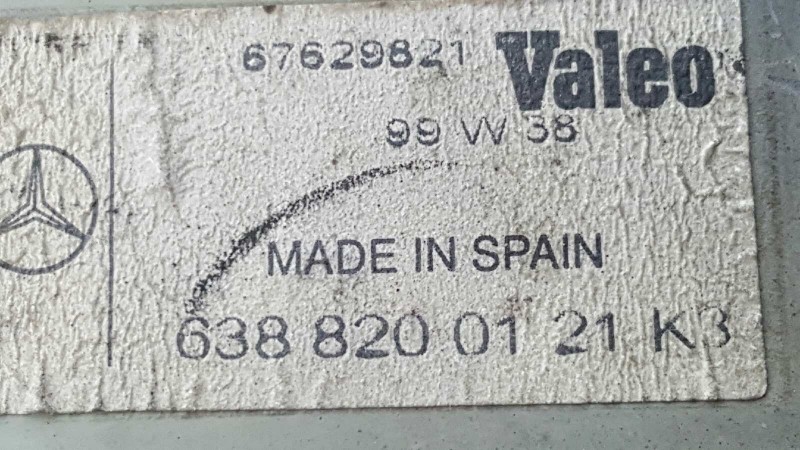 67629821 Valeo
99 W 38
MADE IN SPAIN
638 820 01 21 K3